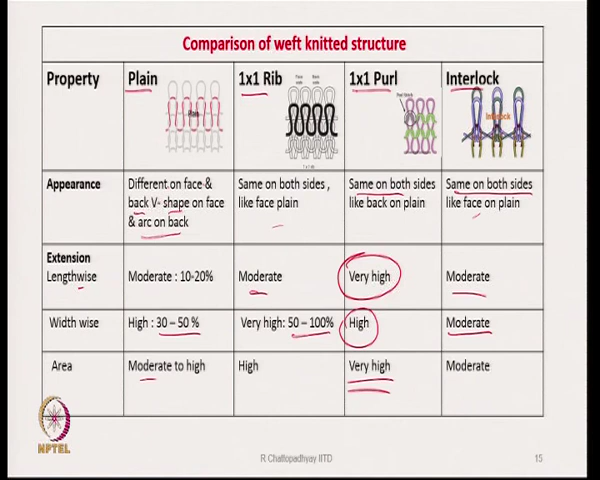 Comparison of weft knitted structure
Property Plain 1x1 Rib 1x1 Purl Interlock
Plain
Interlock
Appearance
Different on face &
back V- shape on face
& arc on back
Same on both sides ,
like face plain
Same on both sides
like back on plain
Same on both sides
like face on plain
Extension
Lengthwise
Moderate : 10-20%
Moderate
Very high
Moderate
Width wise
High : 30 – 50 %
Very high: 50 – 100%
High
Moderate
Area
Moderate to high
High
Very high
Moderate
NPTEL
R Chattopadhyay IITD
15